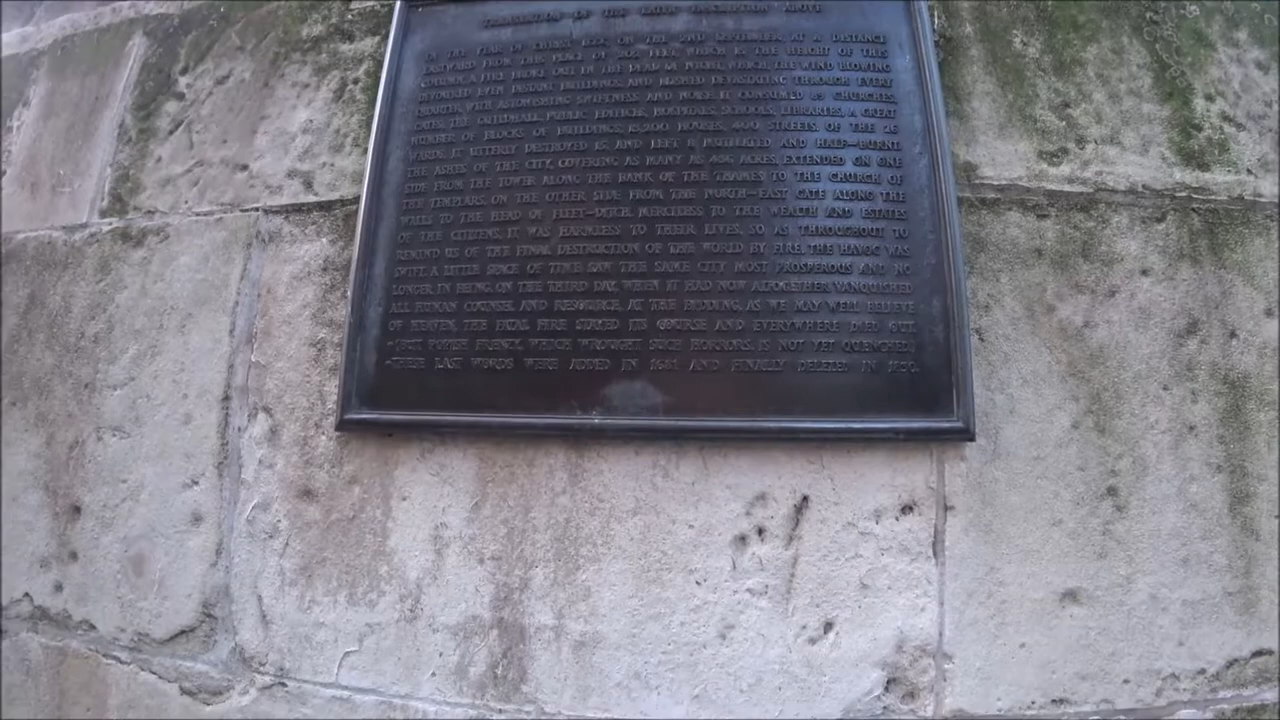 TRANSLATION OF THE LATIN INSCRIPTION ABOVE
IN THE YEAR OF CHRIST 1666 ON THE 2ND SEPTEMBER, AT A DISTANCE
EASTWARD FROM THIS PLACE OF 202 FEET, WHICH IS THE HEIGHT OF THIS
COLUMN, A FIRE BROKE OUT IN THE DEAD OF NIGHT, WHICH, THE WIND BLOWING
DEVOURED EVEN DISTANT BUILDINGS, AND RUSHED DEVASTATING THROUGH EVERY
QUARTER WITH ASTONISHING SWIFTNESS AND NOISE. IT CONSUMED 89 CHURCHES,
GATES, THE GUILDHALL, PUBLIC EDIFICES, HOSPITALS, SCHOOLS, LIBRARIES, A GREAT
NUMBER OF BLOCKS OF BUILDINGS, 13,200 HOUSES, 400 STREETS. OF THE 26
WARDS, IT UTTERLY DESTROYED 15, AND LEFT 8 MUTILATED AND HALF-BURNT.
THE ASHES OF THE CITY, COVERING AS MANY AS 436 ACRES, EXTENDED ON ONE
SIDE FROM THE TOWER ALONG THE BANK OF THE THAMES TO THE CHURCH OF
THE TEMPLARS, ON THE OTHER SIDE FROM THE NORTH-EAST GATE ALONG THE
WALLS TO THE HEAD OF FLEET-DITCH. MERCILESS TO THE WEALTH AND ESTATES
OF THE CITIZENS, IT WAS HARMLESS TO THEIR LIVES, SO AS THROUGHOUT TO
REMIND US OF THE FINAL DESTRUCTION OF THE WORLD BY FIRE. THE HAVOC WAS
SWIFT. A LITTLE SPACE OF TIME SAW THE SAME CITY MOST PROSPEROUS AND NO
LONGER IN BEING. ON THE THIRD DAY, WHEN IT HAD NOW ALTOGETHER VANQUISHED
ALL HUMAN COUNSEL AND RESOURCE, AT THE BIDDING, AS WE MAY WELL BELIEVE
OF HEAVEN, THE FATAL FIRE STAYED ITS COURSE AND EVERYWHERE DIED OUT.
*(BUT POPISH FRENZY, WHICH WROUGHT SUCH HORRORS, IS NOT YET QUENCHED)
*THESE LAST WORDS WERE ADDED IN 1681 AND FINALLY DELETED IN 1830.